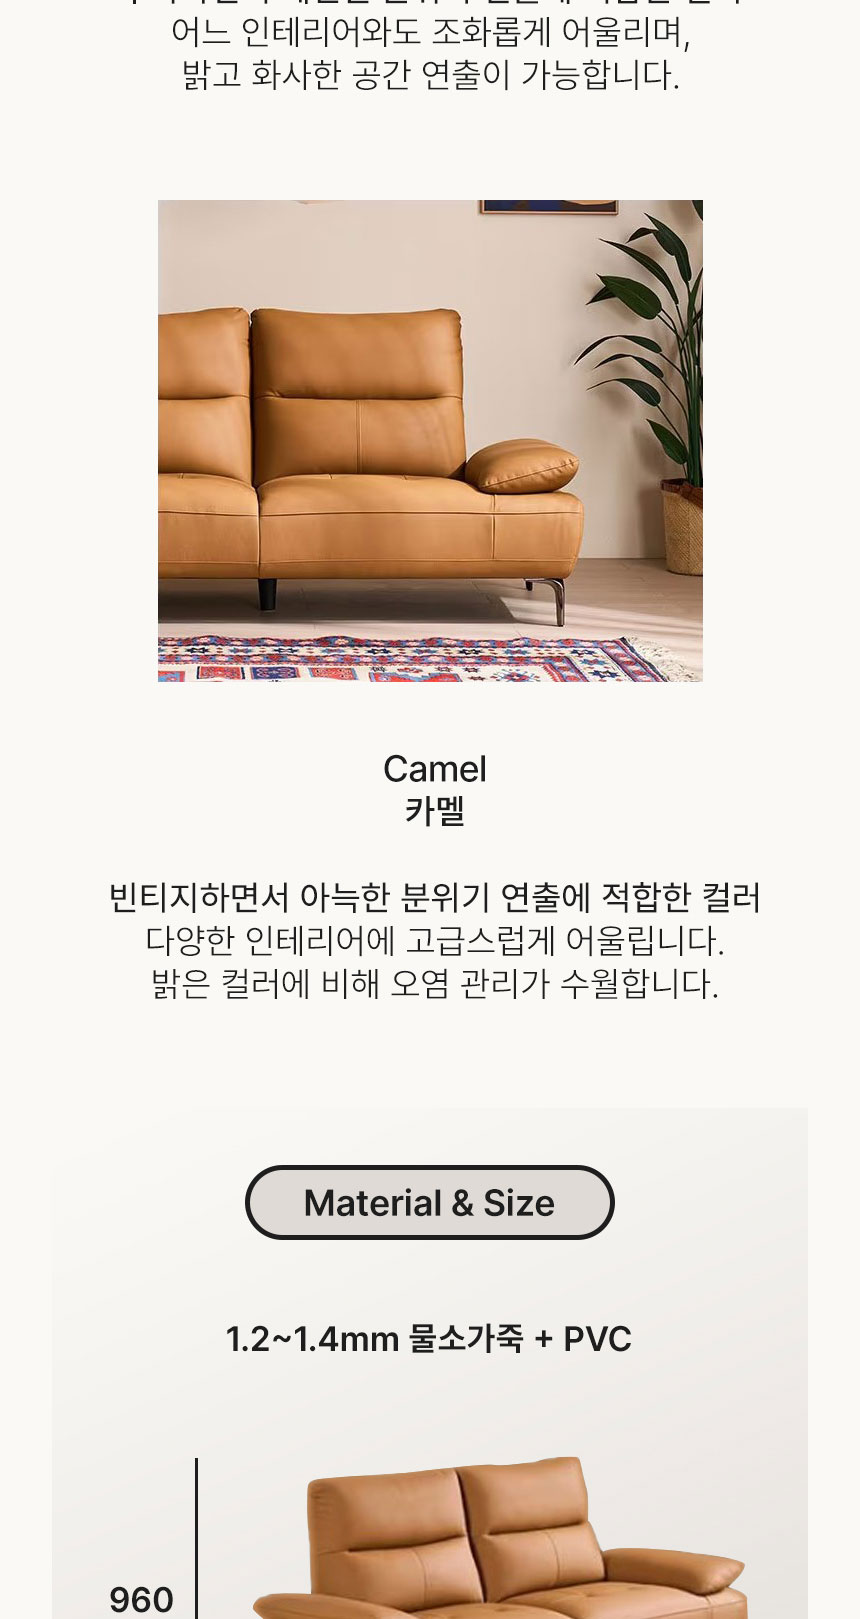 어느 인테리어와도 조화롭게 어울리며,
밝고 화사한 공간 연출이 가능합니다.
Camel
카멜
빈티지하면서 아늑한 분위기 연출에 적합한 컬러
다양한 인테리어에 고급스럽게 어울립니다.
밝은 컬러에 비해 오염 관리가 수월합니다.
Material & Size
1.2~1.4mm 물소가죽 + PVC
960